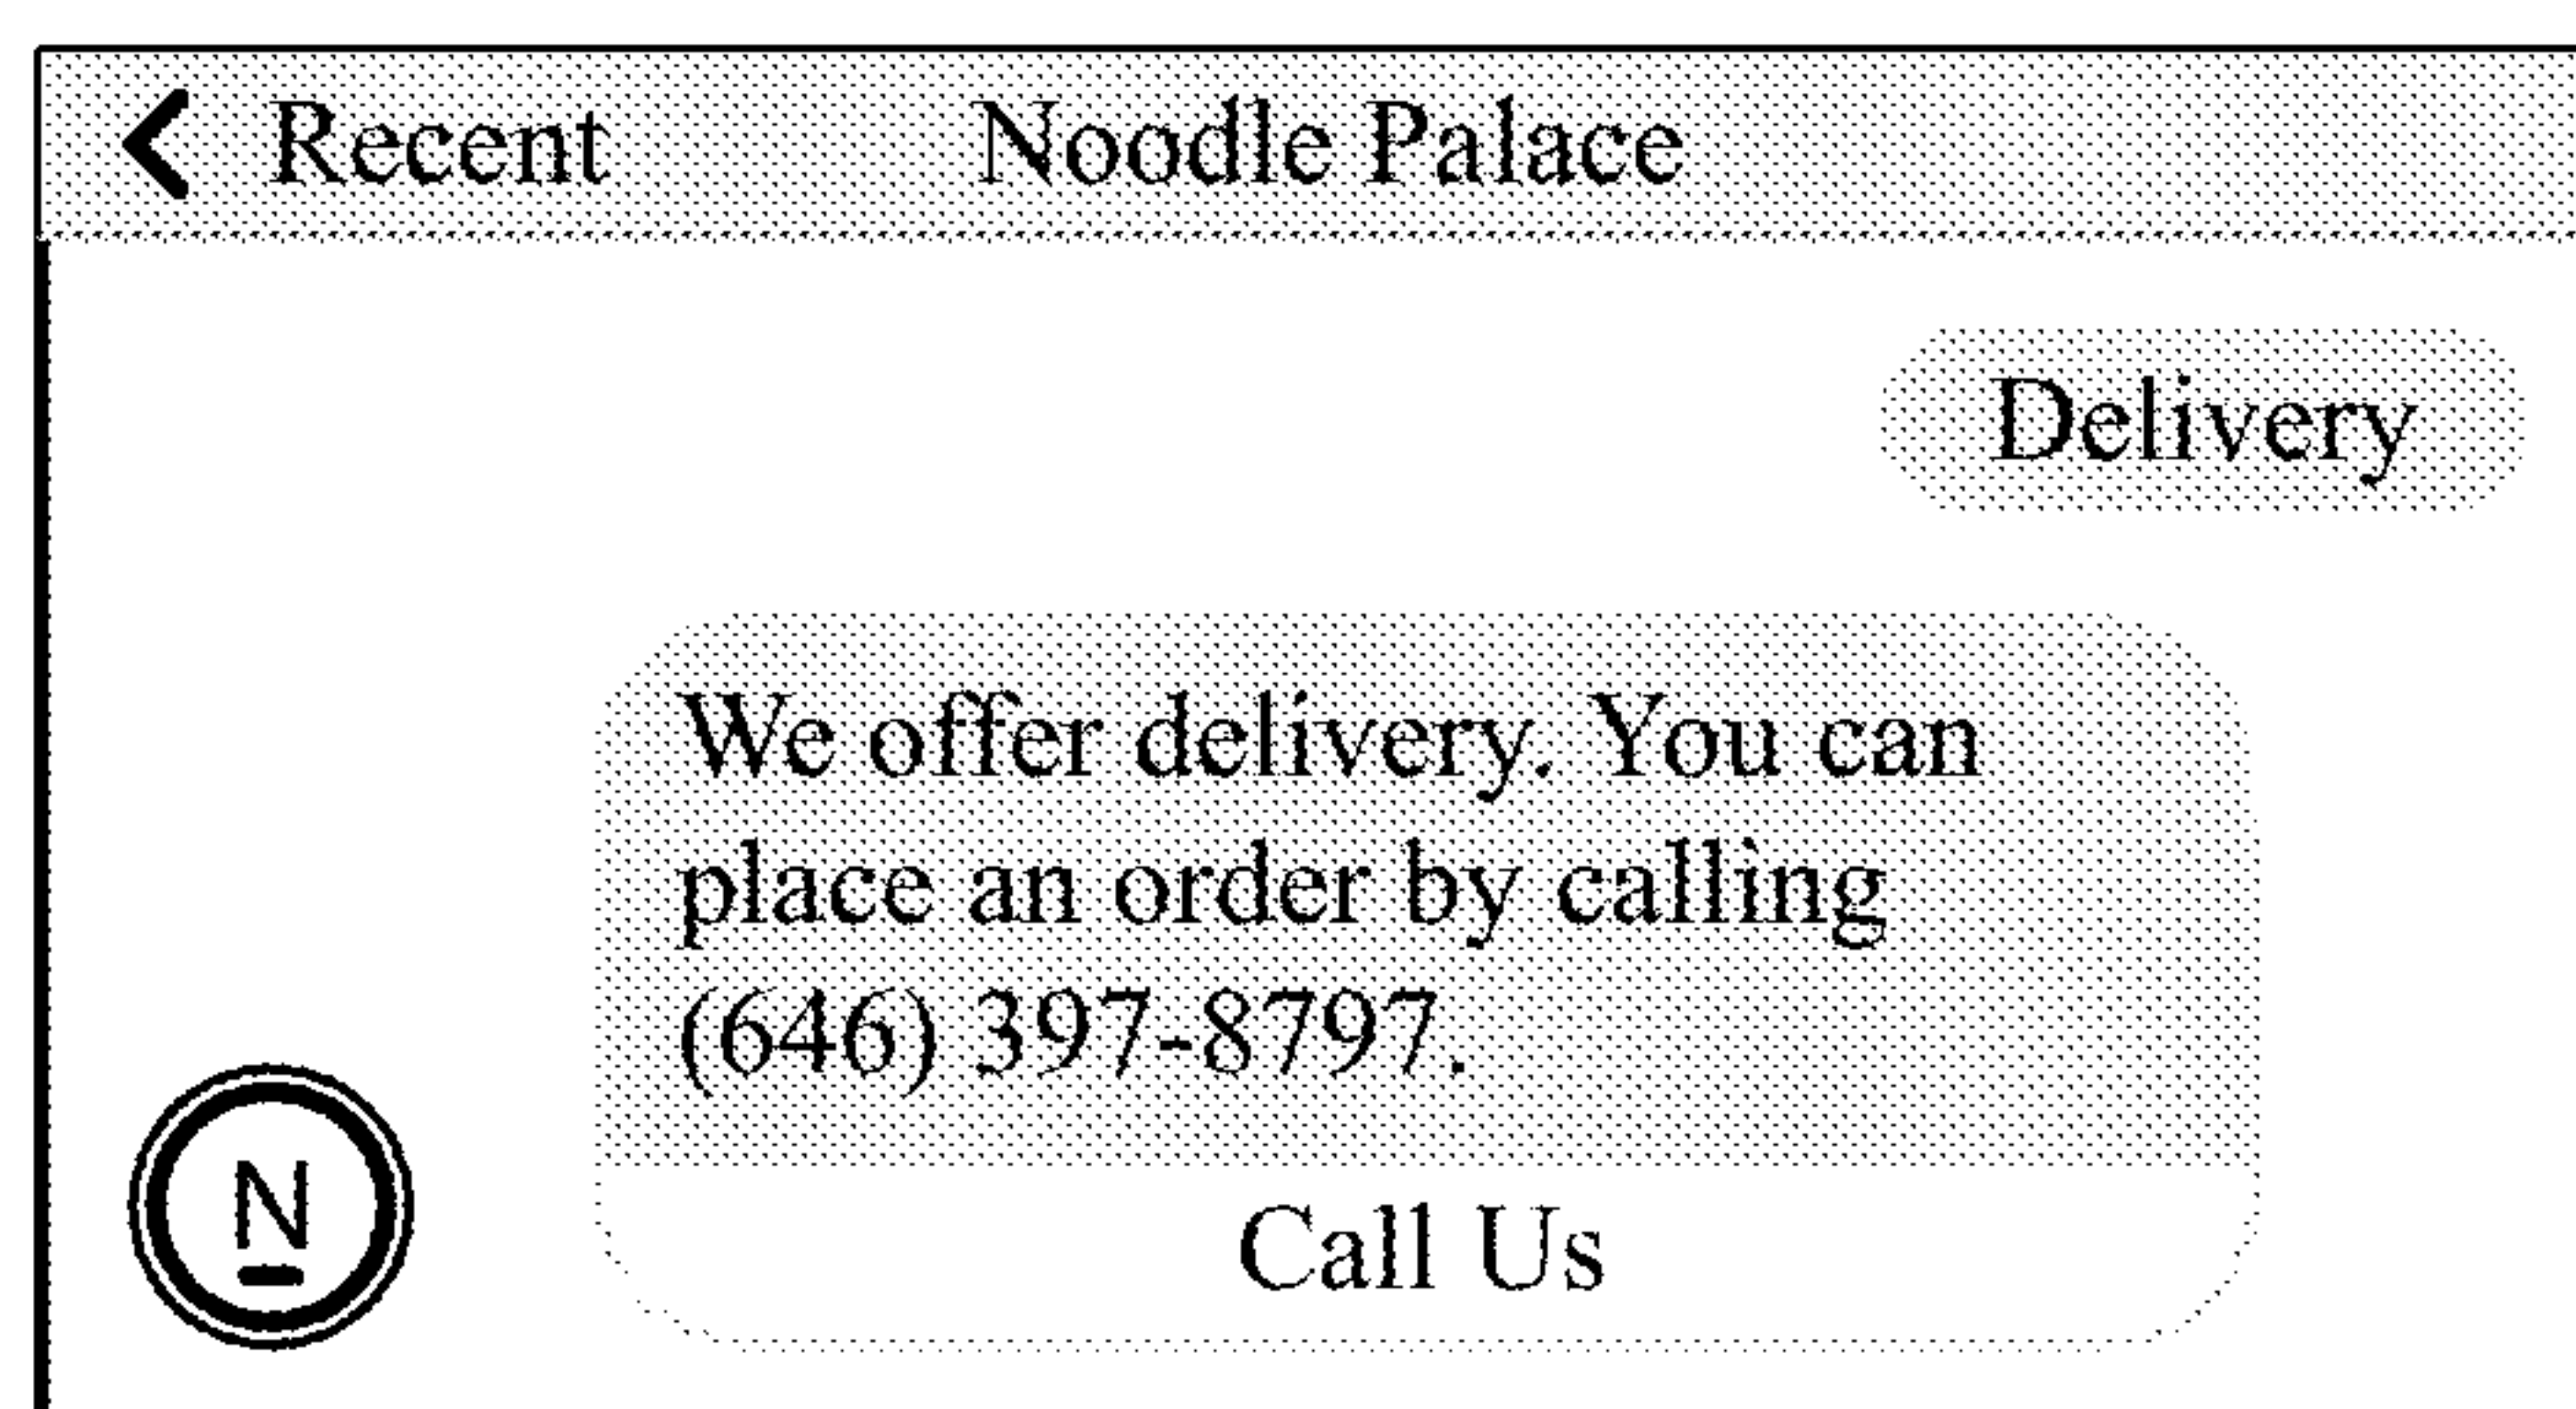 Recent Noodle Palace
Delivery
We offer delivery. You can
place an order by calling
(646) 397-8797.
N
Call Us